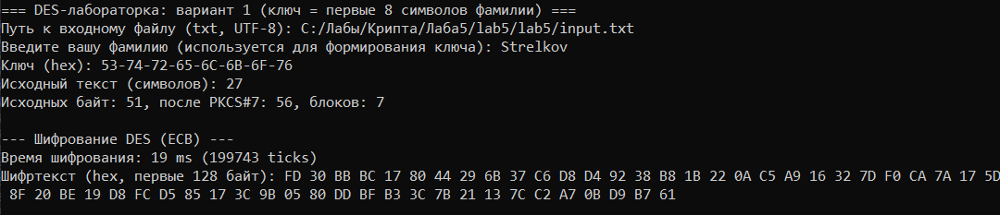 === DES-лабораторка: вариант 1 (ключ = первые 8 символов фамилии) ===
Путь к входному файлу (txt, UTF-8): C:/Лабы/Крипта/Лаба5/lab5/lab5/input.txt
Введите вашу фамилию (используется для формирования ключа): Strelkov
Ключ (hex): 53-74-72-65-6C-6B-6F-76
Исходный текст (символов): 27
Исходных байт: 51, после PKCS#7: 56, блоков: 7
--- Шифрование DES (ECB) ---
Время шифрования: 19 ms (199743 ticks)
Шифртекст (hex, первые 128 байт): FD 30 BB BC 17 80 44 29 6B 37 C6 D8 D4 92 38 B8 1B 22 0A C5 A9 16 32 7D F0 CA 7A 17 5D
8F 20 BE 19 D8 FC D5 85 17 3C 9B 05 80 DD BF B3 3C 7B 21 13 7C C2 A7 0B D9 B7 61